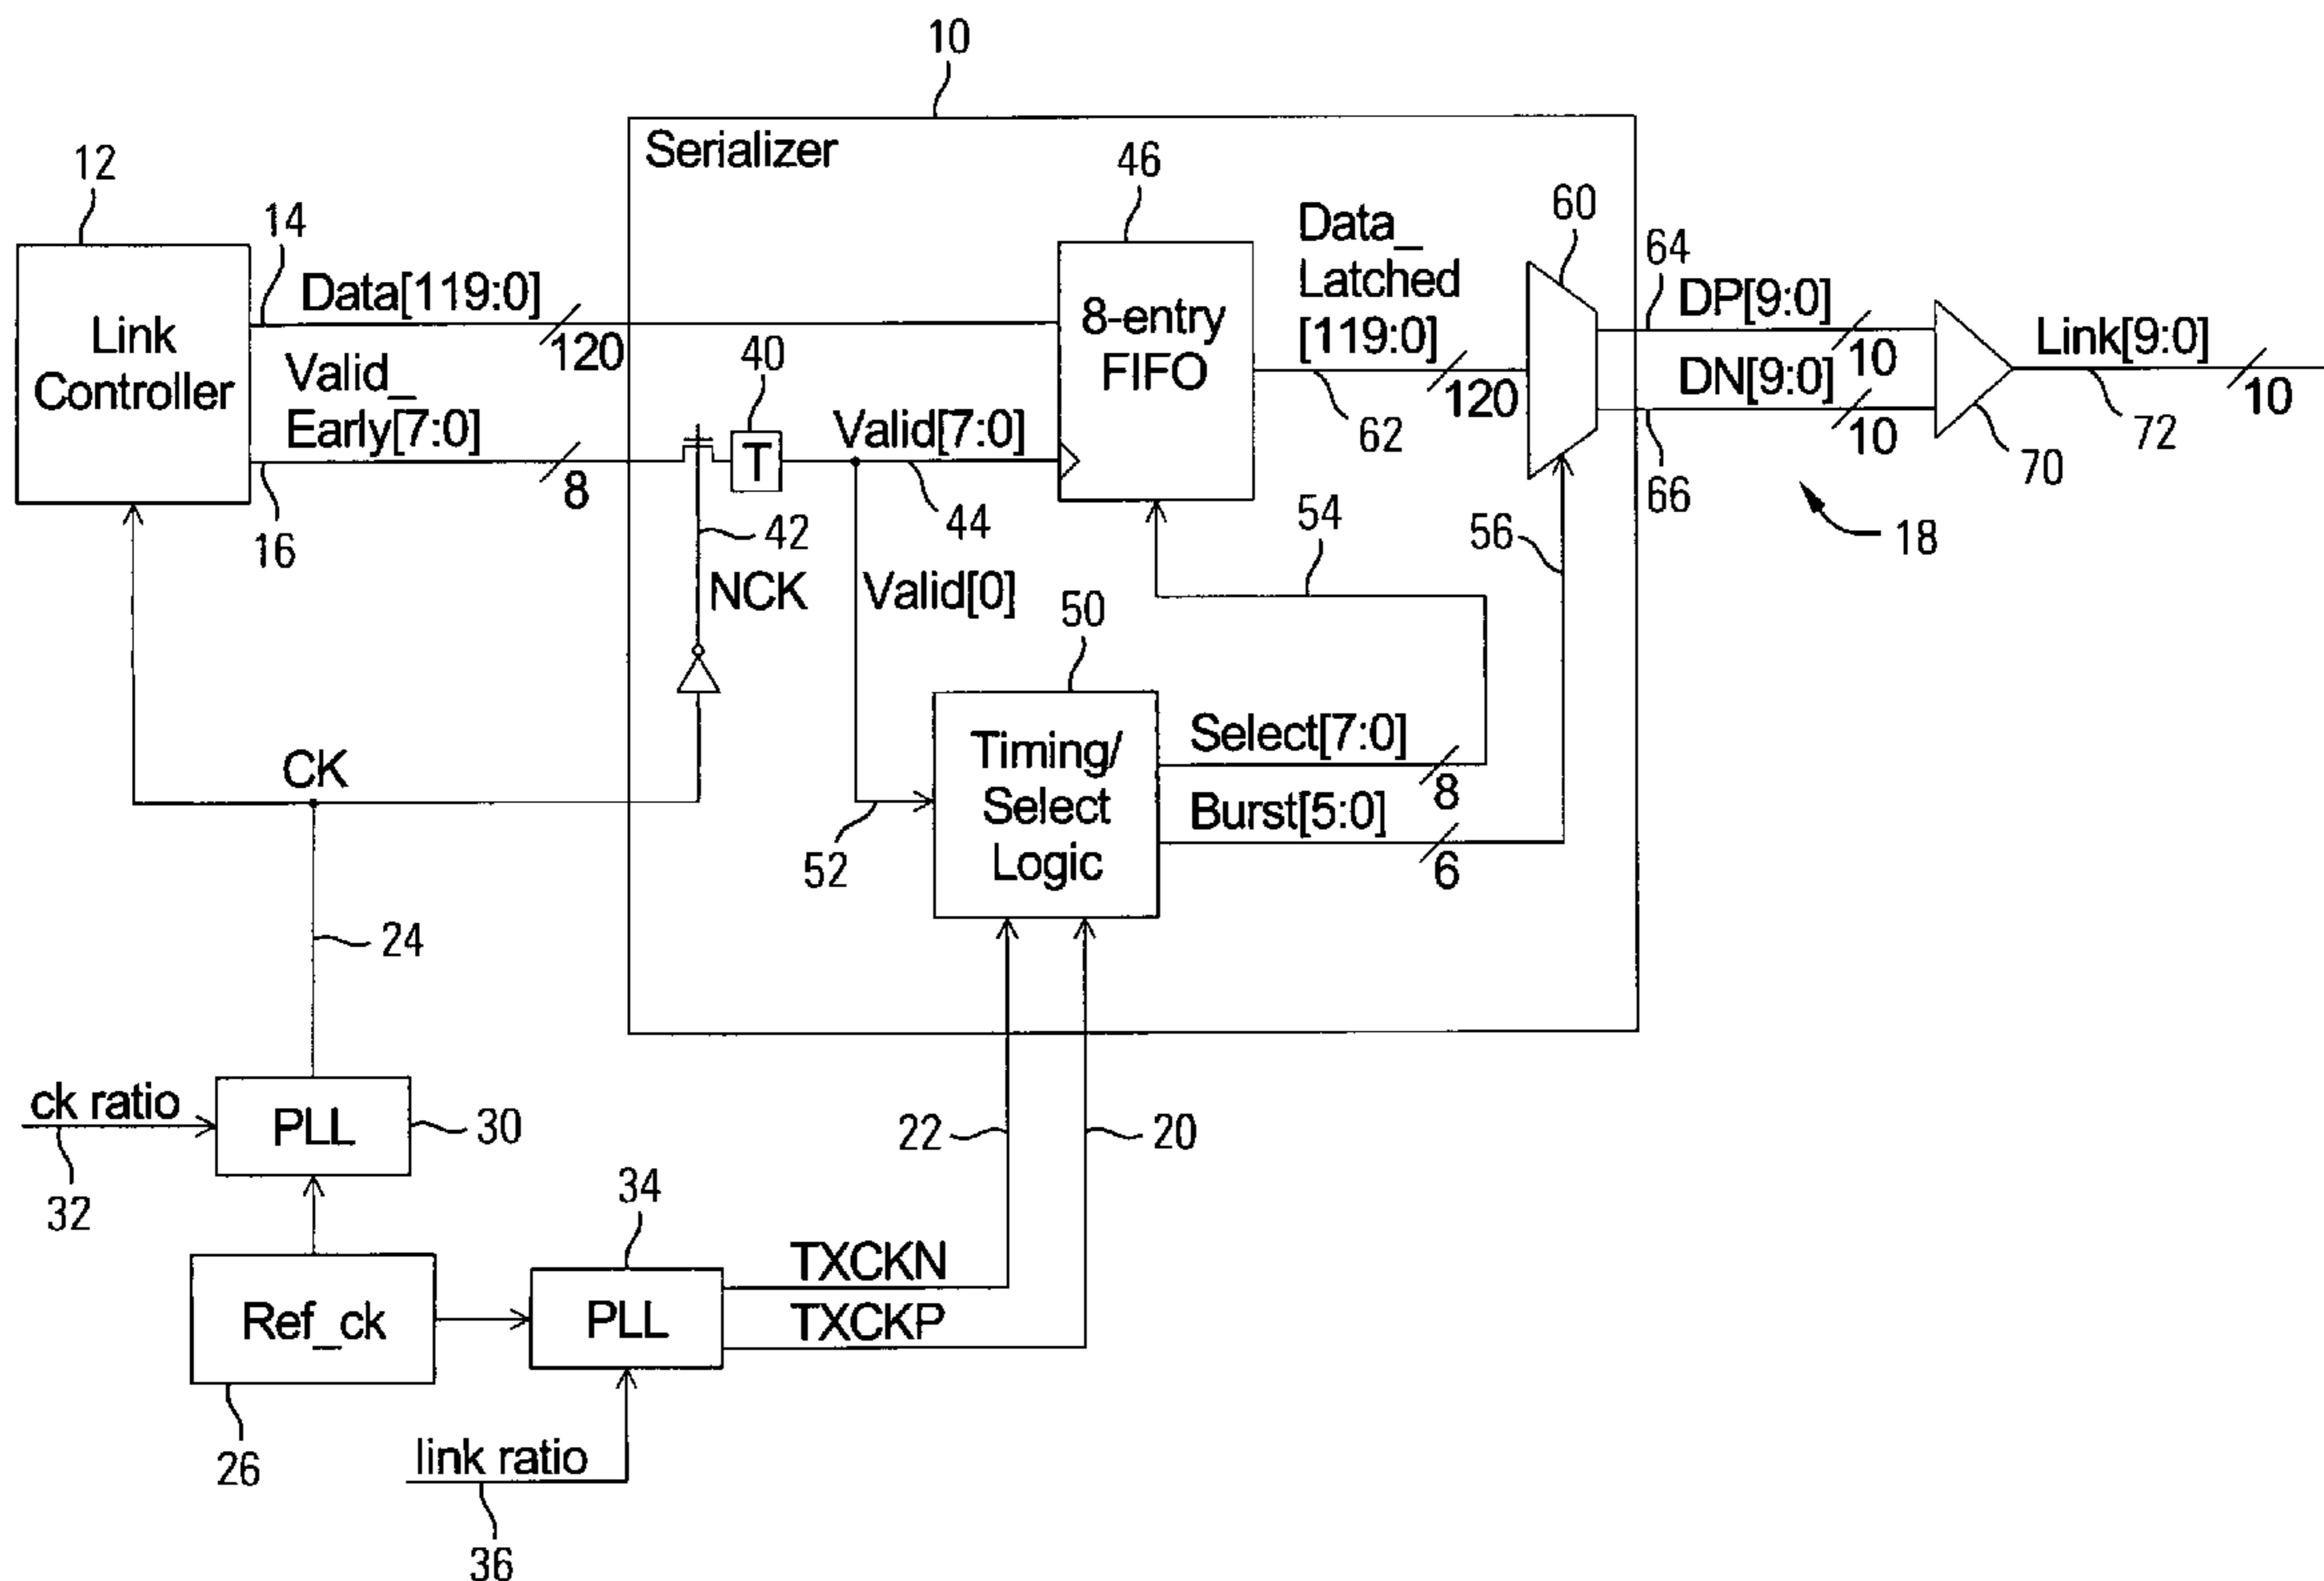 10
Serializer
12
Link
Controller
14
Data[119:0]
120
Valid_
Early[7:0]
8
16
40
T
Valid[7:0]
44
42
NCK
Valid[0]
46
8-entry
FIFO
Data_
Latched
[119:0]
120
62
60
64
DP[9:0]
10
DN[9:0]
10
66
Link[9:0]
10
72
70
18
54
56
50
Timing/
Select
Logic
Select[7:0]
8
Burst[5:0]
6
52
CK
24
ck ratio
32
PLL
30
22
20
34
TXCKN
TXCKP
Ref_ck
26
PLL
link ratio
36